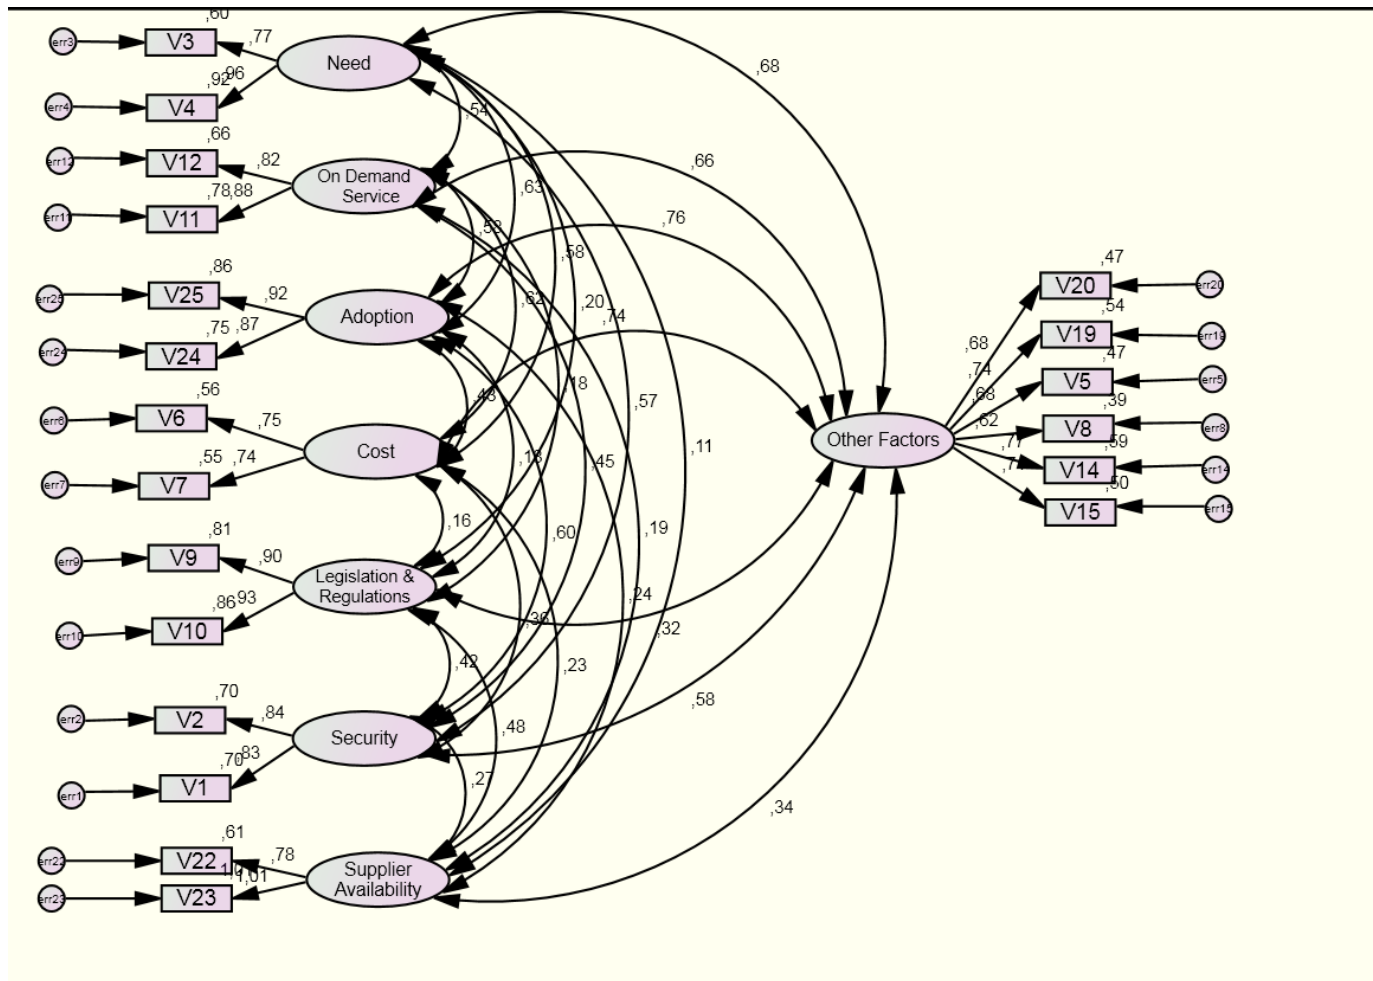 ,60
err3
V3
,77
Need
,68
,92
,96
err4
V4
,54
,66
err12
V12
,82
On Demand
Service
,66
,78
,88
err11
V11
,63
,76
,58
,47
,86
err25
V25
,92
Adoption
V20
err20
,62
,20
,74
,54
,75
,87
err24
V24
,68
V19
err19
,47
,74
V5
err5
,56
,18
,57
,68
,39
err6
V6
,75
,62
V8
err8
Cost
,11
Other Factors
,77
,59
,55
,74
,45
V14
err14
err7
V7
,50
V15
err15
,16
,60
,19
,81
err9
V9
,90
Legislation &
Regulations
,24
,86
,93
err10
V10
,36
,32
,42
,23
,70
err2
V2
,84
Security
,48
,58
,70
,83
err1
V1
,27
,34
,61
err22
V22
,78
Supplier
Availability
1,01
err23
V23